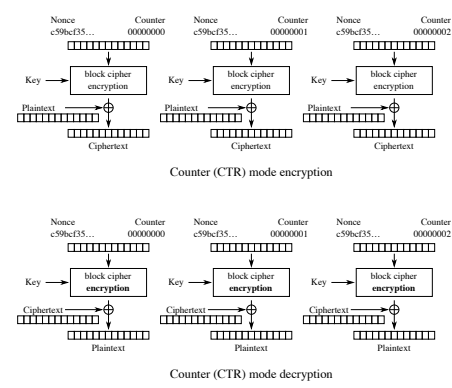 Nonce Counter Nonce Counter Nonce Counter
c59bcf35... 00000000 c59bcf35... 00000001 c59bcf35... 00000002
Key block cipher encryption Key block cipher encryption Key block cipher encryption
Plaintext Plaintext Plaintext
Ciphertext Ciphertext Ciphertext
Counter (CTR) mode encryption
Nonce Counter Nonce Counter Nonce Counter
c59bcf35... 00000000 c59bcf35... 00000001 c59bcf35... 00000002
Key block cipher encryption Key block cipher encryption Key block cipher encryption
Ciphertext Ciphertext Ciphertext
Plaintext Plaintext Plaintext
Counter (CTR) mode decryption